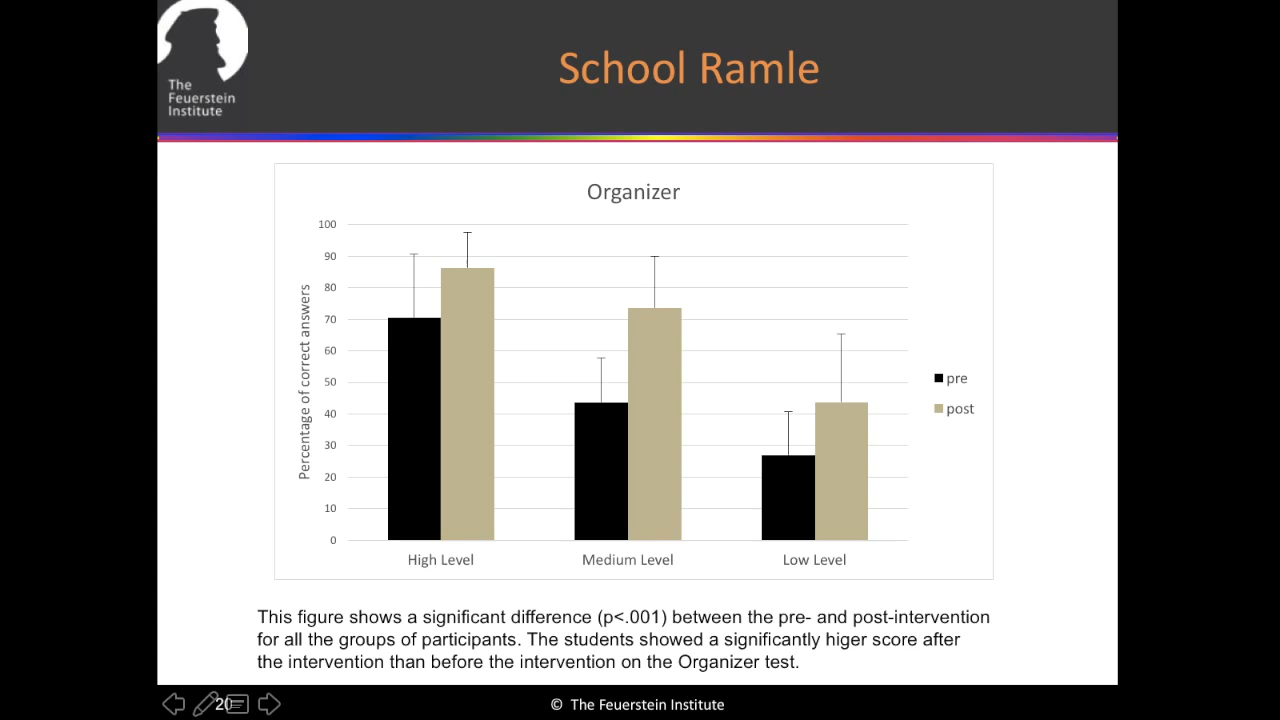 The
Feuerstein
Institute
School Ramle
Organizer
Percentage of correct answers
100
90
80
70
60
50
40
30
20
10
0
High Level
Medium Level
Low Level
pre
post
This figure shows a significant difference (p<.001) between the pre- and post-intervention
for all the groups of participants. The students showed a significantly higer score after
the intervention than before the intervention on the Organizer test.
20
© The Feuerstein Institute